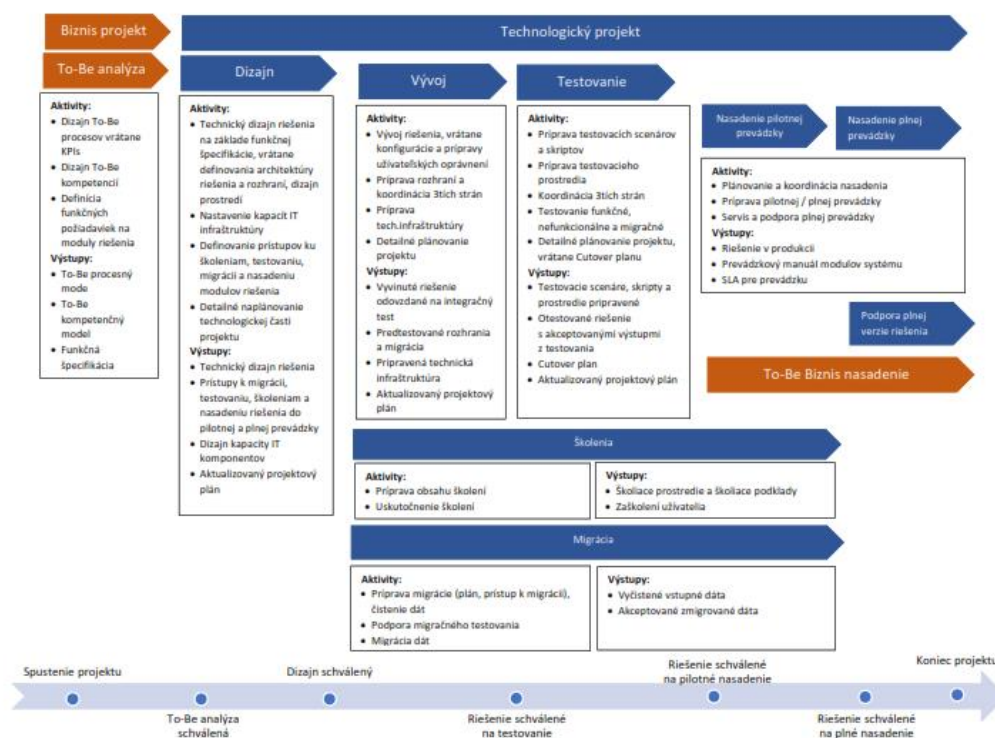 Biznis projekt
Technologický projekt
To-Be analýza
Dizajn
Vývoj
Testovanie
Nasadenie pilotnej
prevádzky
Nasadenie plnej
prevádzky
Aktivity:
• Dizajn To-Be
procesov vrátane
KPIs
• Dizajn To-Be
kompetencií
• Definícia
funkčných
požiadaviek na
moduly riešenia
Výstupy:
• To-Be procesný
mode
• To-Be
kompetenčný
model
• Funkčná
špecifikácia
Aktivity:
• Technický dizajn riešenia
na základe funkčnej
špecifikácie, vrátane
definovania architektúry
riešenia a rozhraní, dizajn
prostredí
• Nastavenie kapacít IT
infraštruktúry
• Definovanie prístupov ku
školeniam, testovaniu,
migrácii a nasadeniu
modulov riešenia
• Detailné naplánovanie
technologickej časti
projektu
Výstupy:
• Technický dizajn riešenia
• Prístupy k migrácii,
testovaniu, školeniam a
nasadeniu riešenia do
pilotnej a plnej prevádzky
• Dizajn kapacity IT
komponentov
• Aktualizovaný projektový
plán
Aktivity:
• Vývoj riešenia, vrátane
konfigurácie a prípravy
užívateľských oprávnení
• Príprava rozhraní a
koordinácia 3tích strán
• Príprava
tech.infraštruktúry
• Detailné plánovanie
projektu
Výstupy:
• Vyvinuté riešenie
odovzdané na integračný
test
• Predtestované rozhrania
a migrácia
• Pripravená technická
infraštruktúra
• Aktualizovaný projektový
plán
Aktivity:
• Príprava testovacích scenárov
a skriptov
• Príprava testovacieho
prostredia
• Koordinácia 3tích strán
• Testovanie funkčné,
nefunkcionálne a migračné
• Detailné plánovanie projektu,
vrátane Cutover planu
Výstupy:
• Testovacie scenáre, skripty a
prostredie pripravené
• Otestované riešenie
s akceptovanými výstupmi
z testovania
• Cutover plan
• Aktualizovaný projektový plán
Aktivity:
• Plánovanie a koordinácia nasadenia
• Príprava pilotnej / plnej prevádzky
• Servis a podpora plnej prevádzky
Výstupy:
• Riešenie v produkcii
• Prevádzkový manuál modulov systému
• SLA pre prevádzku
Podpora plnej
verzie riešenia
To-Be Biznis nasadenie
Školenia
Aktivity:
• Príprava obsahu školení
• Uskutočnenie školení
Výstupy:
• Školiace prostredie a školiace podklady
• Zaškolení užívatelia
Migrácia
Aktivity:
• Príprava migrácie (plán, prístup k migrácii),
čistenie dát
• Podpora migračného testovania
• Migrácia dát
Výstupy:
• Vyčistené vstupné dáta
• Akceptované zmigrované dáta
Spustenie projektu
To-Be analýza
schválená
Dizajn schválený
Riešenie schválené
na testovanie
Riešenie schválené
na pilotné nasadenie
Riešenie schválené
na plné nasadenie
Koniec projektu